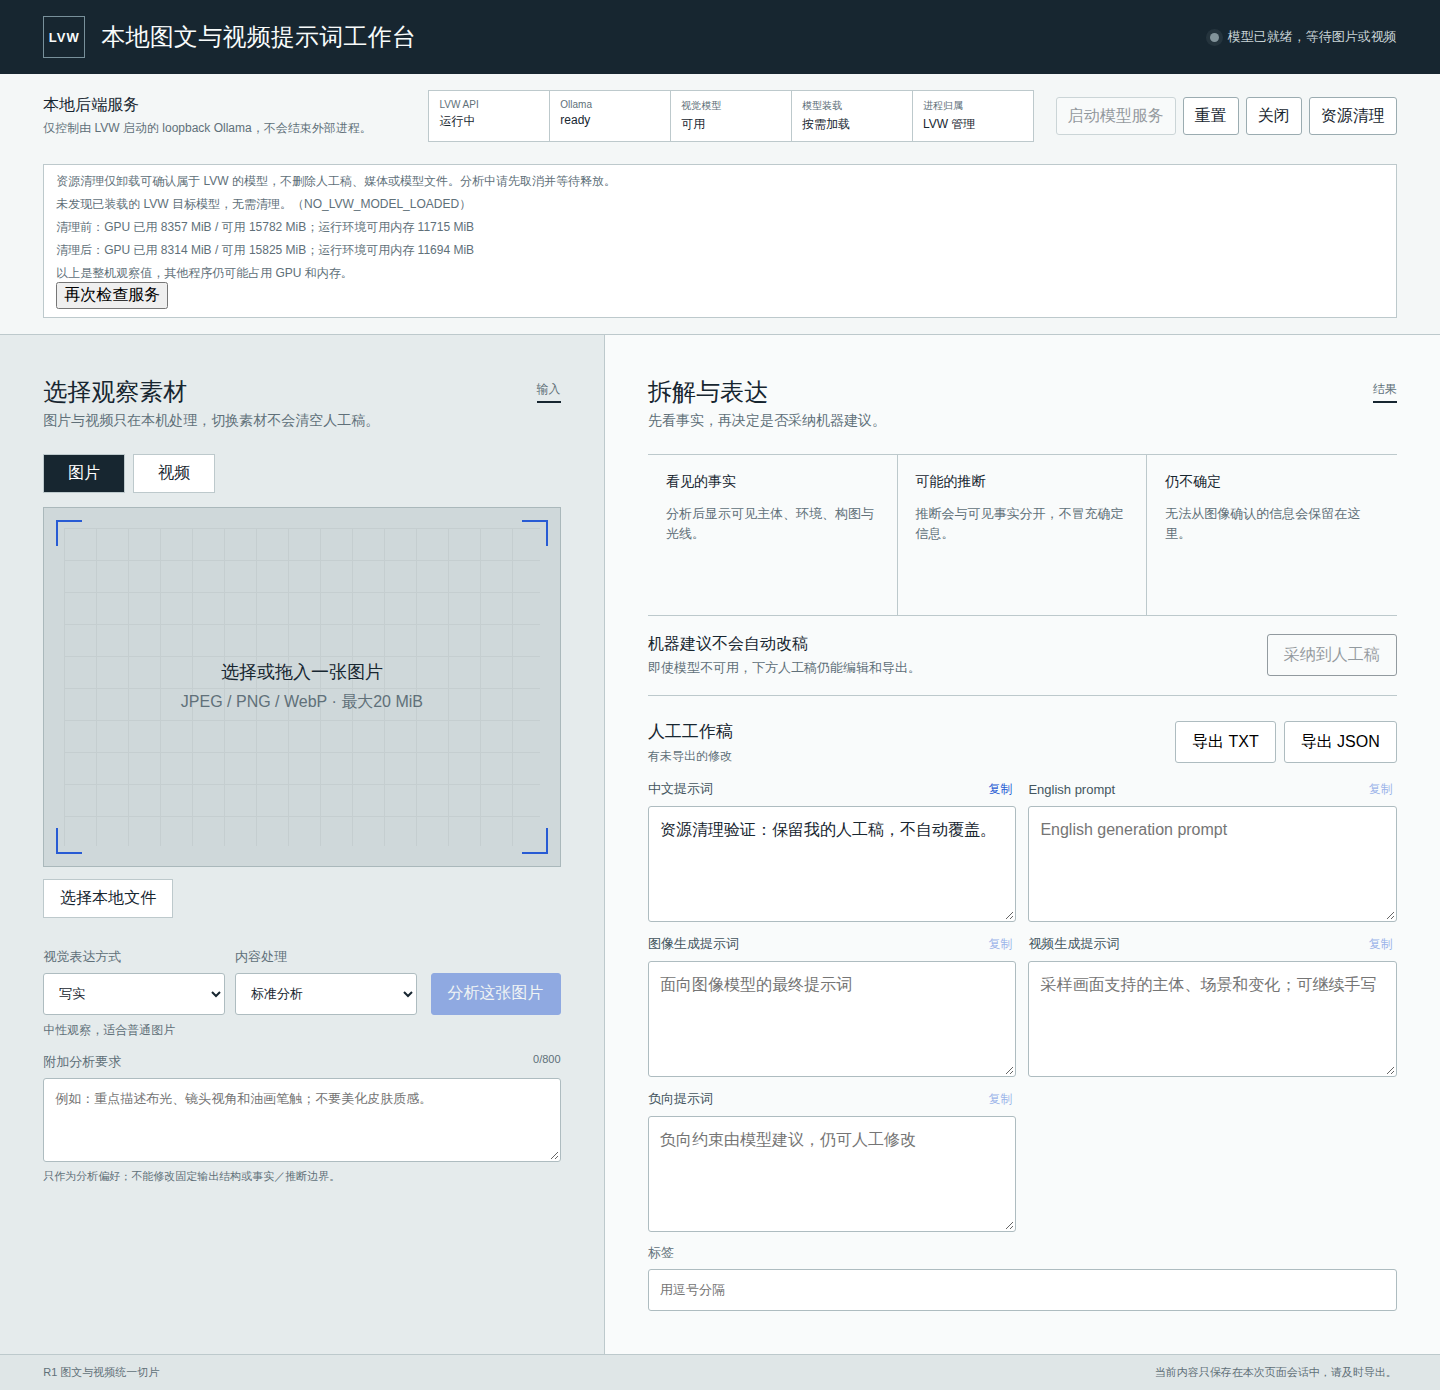 LVW
本地图文与视频提示词工作台
模型已就绪，等待图片或视频
本地后端服务
仅控制由 LVW 启动的 loopback Ollama，不会结束外部进程。
LVW API
运行中
Ollama
ready
视觉模型
可用
模型装载
按需加载
进程归属
LVW 管理
启动模型服务
重置
关闭
资源清理
资源清理仅卸载可确认属于 LVW 的模型，不删除人工稿、媒体或模型文件。分析中请先取消并等待释放。
未发现已装载的 LVW 目标模型，无需清理。（NO_LVW_MODEL_LOADED）
清理前：GPU 已用 8357 MiB / 可用 15782 MiB；运行环境可用内存 11715 MiB
清理后：GPU 已用 8314 MiB / 可用 15825 MiB；运行环境可用内存 11694 MiB
以上是整机观察值，其他程序仍可能占用 GPU 和内存。
再次检查服务
选择观察素材
输入
图片与视频只在本机处理，切换素材不会清空人工稿。
图片
视频
选择或拖入一张图片
JPEG / PNG / WebP · 最大20 MiB
选择本地文件
视觉表达方式
内容处理
写实
标准分析
分析这张图片
中性观察，适合普通图片
附加分析要求
0/800
例如：重点描述布光、镜头视角和油画笔触；不要美化皮肤质感。
只作为分析偏好；不能修改固定输出结构或事实／推断边界。
拆解与表达
结果
先看事实，再决定是否采纳机器建议。
看见的事实
分析后显示可见主体、环境、构图与
光线。
可能的推断
推断会与可见事实分开，不冒充确定
信息。
仍不确定
无法从图像确认的信息会保留在这
里。
机器建议不会自动改稿
即使模型不可用，下方人工稿仍能编辑和导出。
采纳到人工稿
人工工作稿
有未导出的修改
导出 TXT
导出 JSON
中文提示词
复制
English prompt
复制
资源清理验证：保留我的人工稿，不自动覆盖。
English generation prompt
图像生成提示词
复制
视频生成提示词
复制
面向图像模型的最终提示词
采样画面支持的主体、场景和变化；可继续手写
负向提示词
复制
负向约束由模型建议，仍可人工修改
标签
用逗号分隔
R1 图文与视频统一切片
当前内容只保存在本次页面会话中，请及时导出。